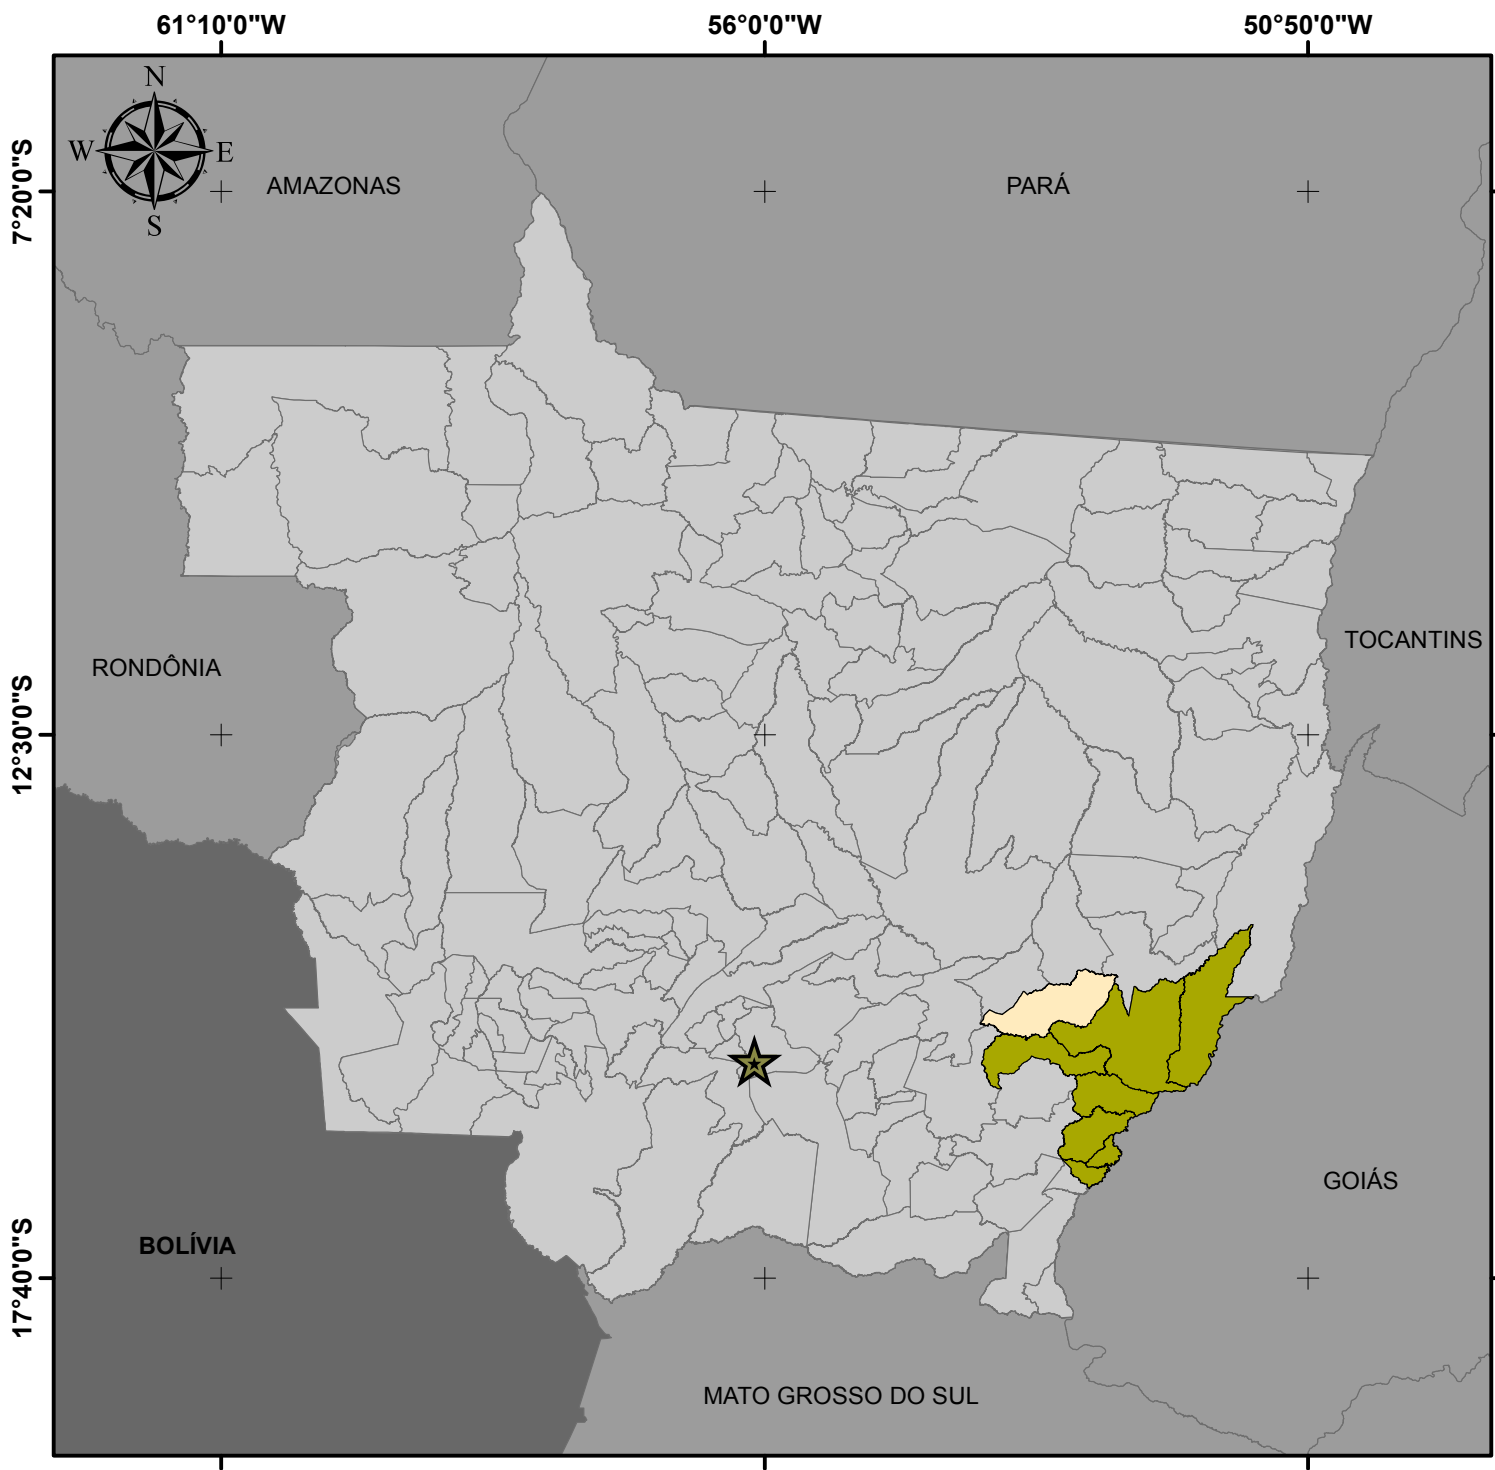 61°10'0"W 56°0'0"W 50°50'0"W
N
W E
S
7°20'0"S
AMAZONAS
PARÁ
TOCANTINS
RONDÔNIA
12°30'0"S
GOIÁS
BOLÍVIA
17°40'0"S
MATO GROSSO DO SUL